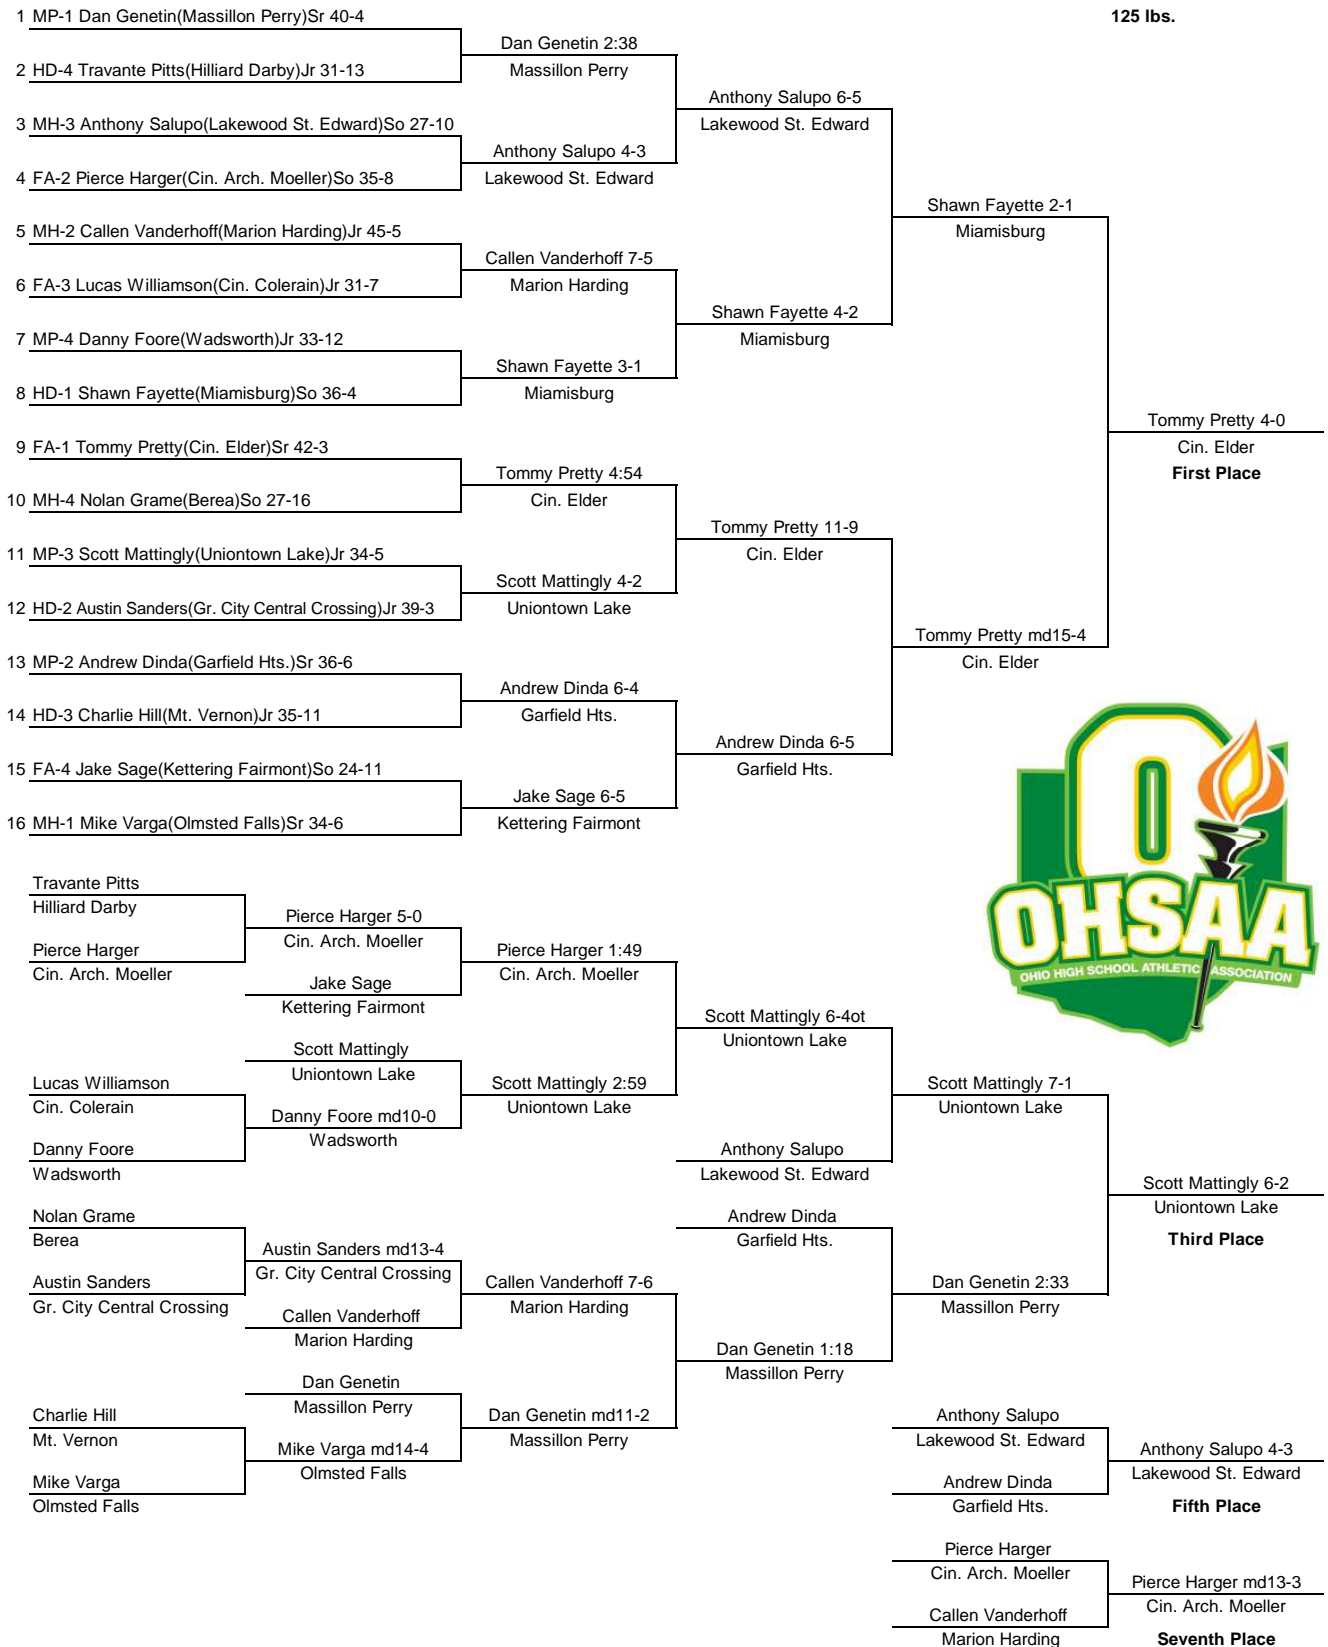 125 lbs.
1 MP-1 Dan Genetin(Massillon Perry)Sr 40-4
Dan Genetin 2:38
Massillon Perry
2 HD-4 Travante Pitts(Hilliard Darby)Jr 31-13
Anthony Salupo 6-5
Lakewood St. Edward
3 MH-3 Anthony Salupo(Lakewood St. Edward)So 27-10
Anthony Salupo 4-3
Lakewood St. Edward
4 FA-2 Pierce Harger(Cin. Arch. Moeller)So 35-8
Shawn Fayette 2-1
Miamisburg
5 MH-2 Callen Vanderhoff(Marion Harding)Jr 45-5
Callen Vanderhoff 7-5
Marion Harding
6 FA-3 Lucas Williamson(Cin. Colerain)Jr 31-7
Shawn Fayette 4-2
Miamisburg
7 MP-4 Danny Foore(Wadsworth)Jr 33-12
Shawn Fayette 3-1
Miamisburg
8 HD-1 Shawn Fayette(Miamisburg)So 36-4
Tommy Pretty 4-0
Cin. Elder
First Place
9 FA-1 Tommy Pretty(Cin. Elder)Sr 42-3
Tommy Pretty 4:54
Cin. Elder
10 MH-4 Nolan Grame(Berea)So 27-16
Tommy Pretty 11-9
Cin. Elder
11 MP-3 Scott Mattingly(Uniontown Lake)Jr 34-5
Scott Mattingly 4-2
Uniontown Lake
12 HD-2 Austin Sanders(Gr. City Central Crossing)Jr 39-3
Tommy Pretty md15-4
Cin. Elder
13 MP-2 Andrew Dinda(Garfield Hts.)Sr 36-6
Andrew Dinda 6-4
Garfield Hts.
14 HD-3 Charlie Hill(Mt. Vernon)Jr 35-11
Andrew Dinda 6-5
Garfield Hts.
15 FA-4 Jake Sage(Kettering Fairmont)So 24-11
Jake Sage 6-5
Kettering Fairmont
16 MH-1 Mike Varga(Olmsted Falls)Sr 34-6
O
OHSAA
OHIO HIGH SCHOOL ATHLETIC ASSOCIATION
Travante Pitts
Hilliard Darby
Pierce Harger 5-0
Cin. Arch. Moeller
Pierce Harger
Cin. Arch. Moeller
Pierce Harger 1:49
Cin. Arch. Moeller
Jake Sage
Kettering Fairmont
Scott Mattingly 6-4ot
Uniontown Lake
Scott Mattingly
Uniontown Lake
Lucas Williamson
Cin. Colerain
Scott Mattingly 2:59
Uniontown Lake
Scott Mattingly 7-1
Uniontown Lake
Danny Foore md10-0
Wadsworth
Danny Foore
Wadsworth
Anthony Salupo
Lakewood St. Edward
Scott Mattingly 6-2
Uniontown Lake
Third Place
Nolan Grame
Berea
Andrew Dinda
Garfield Hts.
Austin Sanders md13-4
Gr. City Central Crossing
Austin Sanders
Gr. City Central Crossing
Callen Vanderhoff 7-6
Marion Harding
Dan Genetin 2:33
Massillon Perry
Callen Vanderhoff
Marion Harding
Dan Genetin 1:18
Massillon Perry
Dan Genetin
Massillon Perry
Charlie Hill
Mt. Vernon
Dan Genetin md11-2
Massillon Perry
Anthony Salupo
Lakewood St. Edward
Mike Varga md14-4
Olmsted Falls
Anthony Salupo 4-3
Lakewood St. Edward
Mike Varga
Olmsted Falls
Andrew Dinda
Garfield Hts.
Fifth Place
Pierce Harger
Cin. Arch. Moeller
Pierce Harger md13-3
Cin. Arch. Moeller
Callen Vanderhoff
Marion Harding
Seventh Place